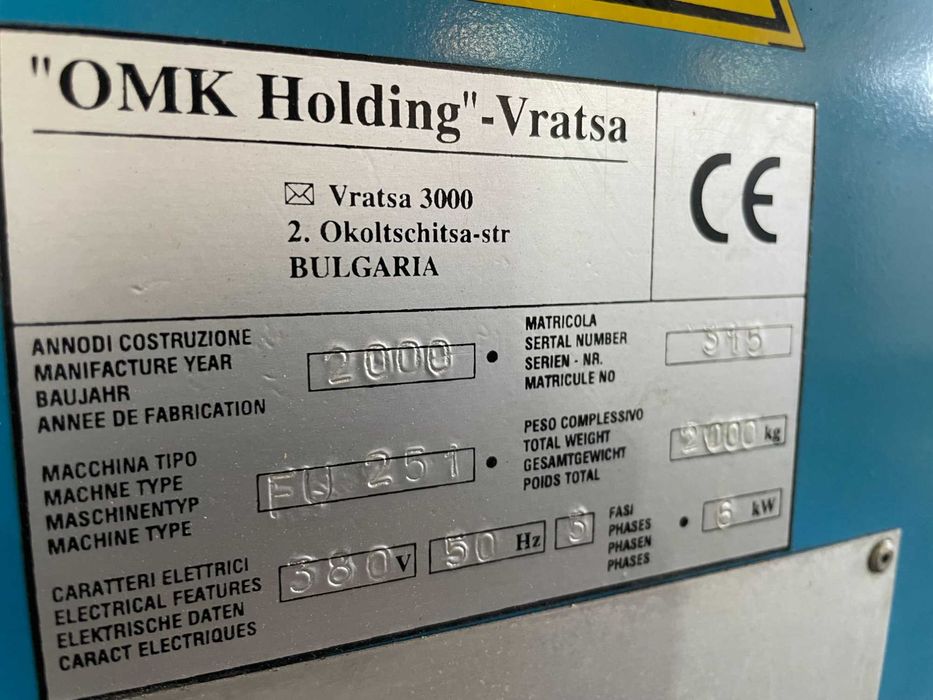 "OMK Holding"-Vratsa
CE
✉ Vratsa 3000
2. Okoltschitsa-str
BULGARIA
ANNODI COSTRUZIONE
MANIFACTURE YEAR
BAUJAHR
ANNEE DE FABRICATION
2000
MATRICOLA
SERTAL NUMBER
SERIEN - NR.
MATRICULE NO
MACCHINA TIPO
MACHNE TYPE
MASCHINENTYP
MACHINE TYPE
FU 251
PESO COMPLESSIVO
TOTAL WEIGHT
GESAMTGEWICHT
POIDS TOTAL
2000 kg
CARATTERI ELETTRICI
ELECTRICAL FEATURES
ELEKTRISCHE DATEN
CARACT ELECTRIQUES
380 V
50 Hz
3
FASI
PHASES
PHASEN
PHASES
kW